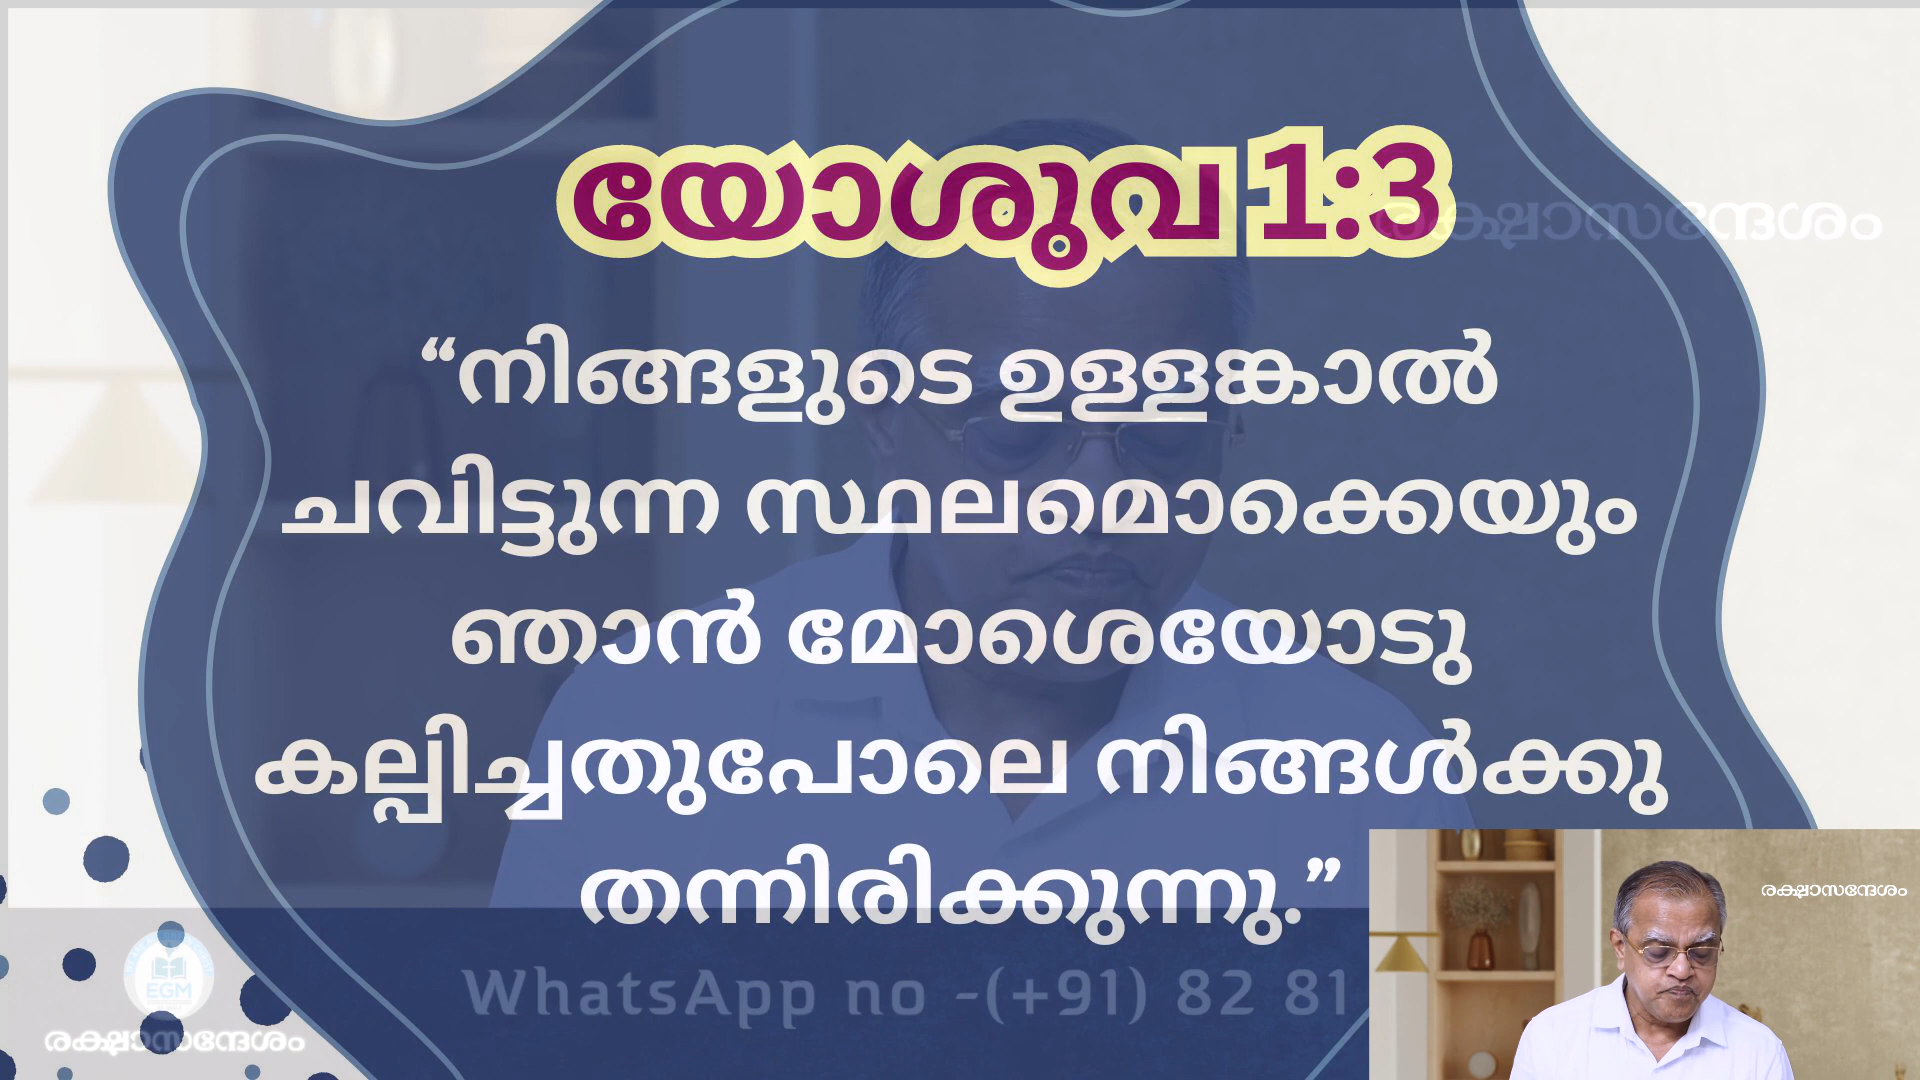 യോശുവ 1:3
രക്ഷാസന്ദേശം
“നിങ്ങളുടെ ഉള്ളങ്കാൽ
ചവിട്ടുന്ന സ്ഥലമൊക്കെയും
ഞാൻ മോശെയോടു
കല്പിച്ചതുപോലെ നിങ്ങൾക്കു
തന്നിരിക്കുന്നു.”
രക്ഷാസന്ദേശം
EGM
WhatsApp no -(+91) 82 81
രക്ഷാസന്ദേശം